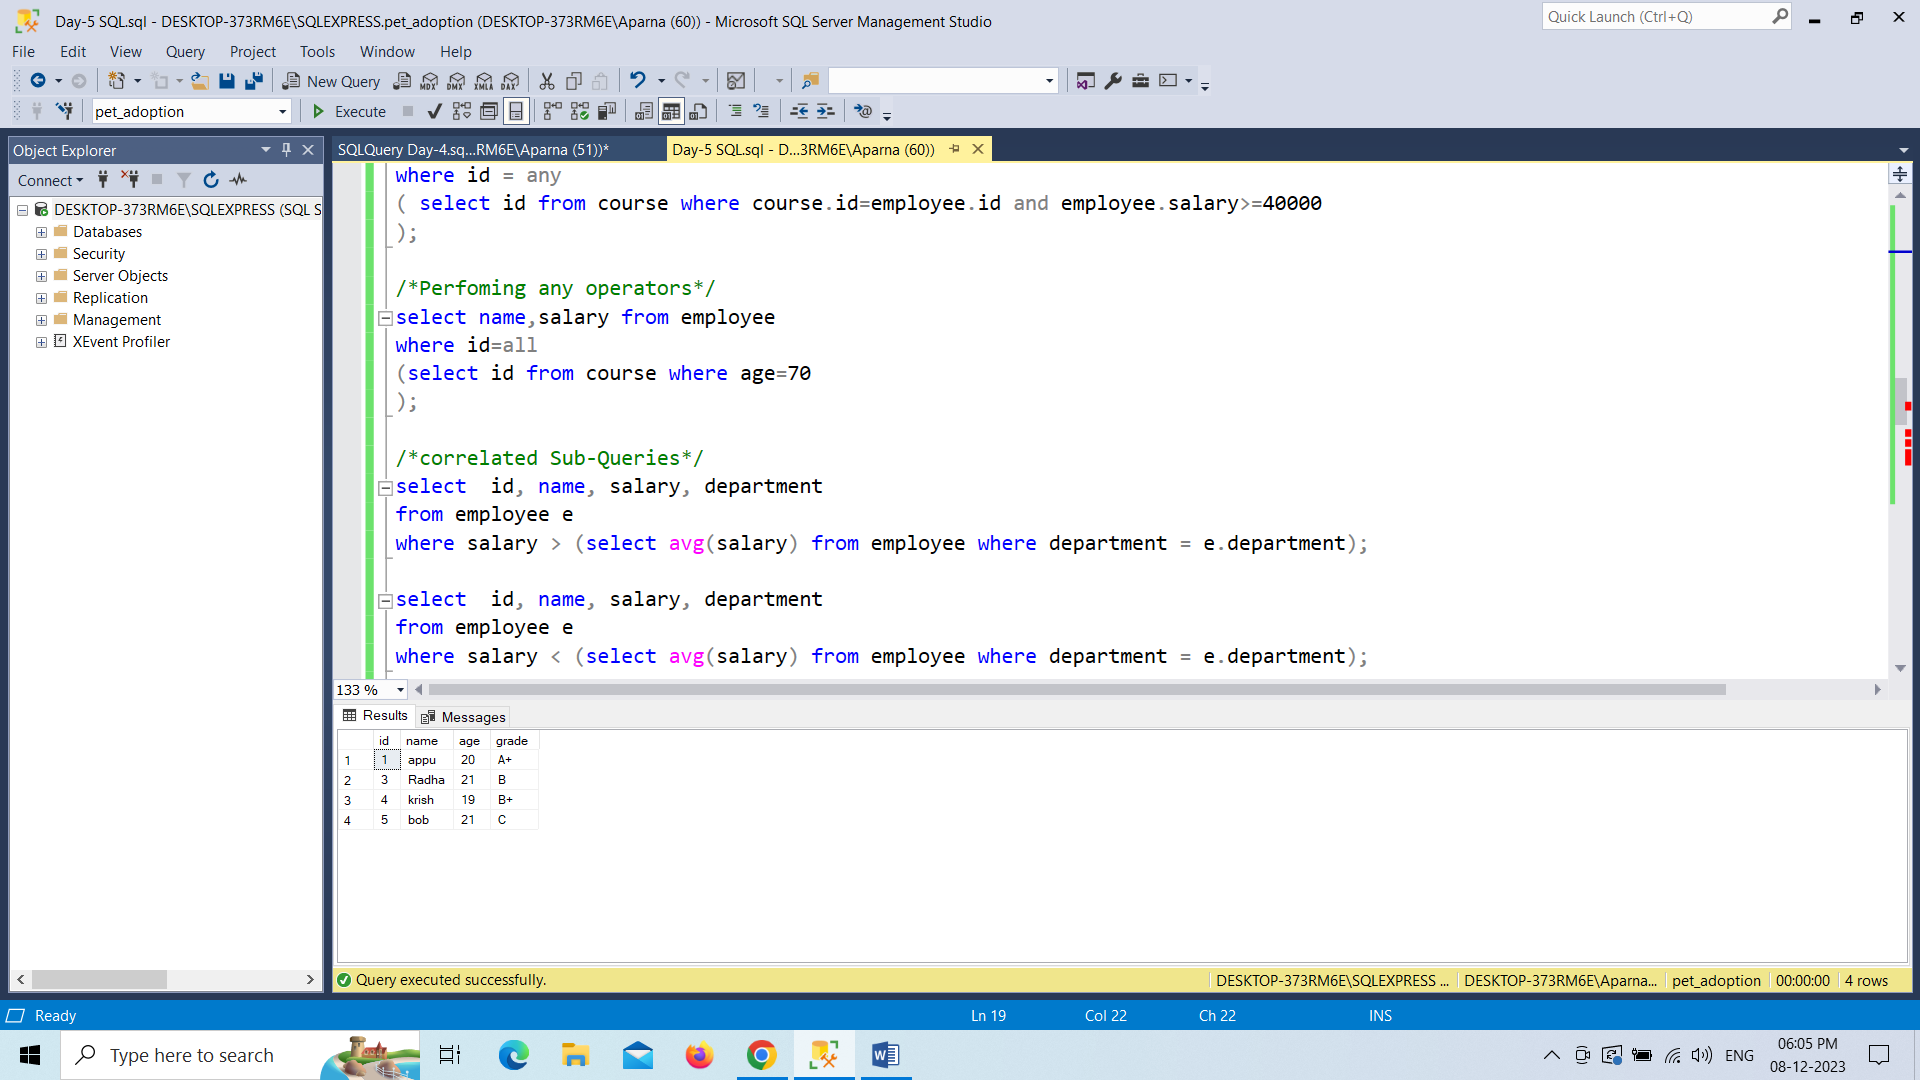 Day-5 SQL.sql - DESKTOP-373RM6E\SQLEXPRESS.pet_adoption (DESKTOP-373RM6E\Aparna (60)) - Microsoft SQL Server Management Studio
Quick Launch (Ctrl+Q)
File Edit View Query Project Tools Window Help
New Query MDX DMX XMLA DAX
pet_adoption Execute
Object Explorer
Connect
DESKTOP-373RM6E\SQLEXPRESS (SQL S
Databases
Security
Server Objects
Replication
Management
XEvent Profiler
SQLQuery Day-4.sq...RM6E\Aparna (51))*
Day-5 SQL.sql - D...3RM6E\Aparna (60))
where id = any
( select id from course where course.id=employee.id and employee.salary>=40000
);
/*Perfoming any operators*/
select name,salary from employee
where id=all
(select id from course where age=70
);
/*correlated Sub-Queries*/
select  id, name, salary, department
from employee e
where salary > (select avg(salary) from employee where department = e.department);
select  id, name, salary, department
from employee e
where salary < (select avg(salary) from employee where department = e.department);
133 %
Results Messages
id name age grade
1 1 appu 20 A+
2 3 Radha 21 B
3 4 krish 19 B+
4 5 bob 21 C
Query executed successfully.
DESKTOP-373RM6E\SQLEXPRESS ... DESKTOP-373RM6E\Aparna... pet_adoption 00:00:00 4 rows
Ready Ln 19 Col 22 Ch 22 INS
Type here to search
ENG
06:05 PM
08-12-2023